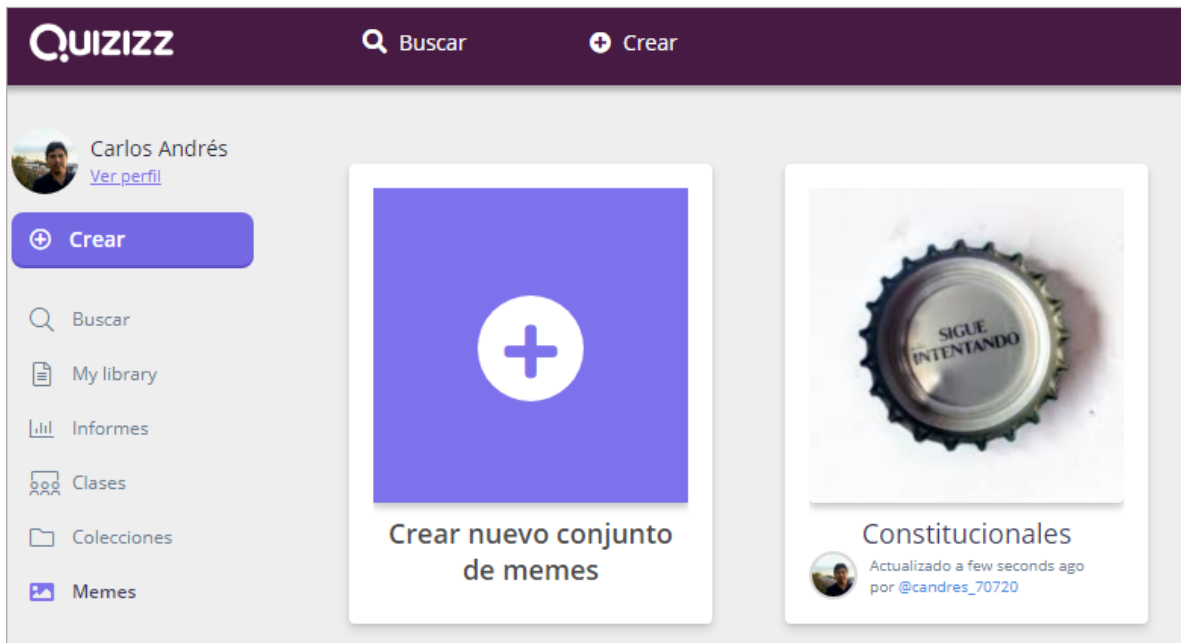 QUIZIZZ
Buscar
Crear
Carlos Andrés
Ver perfil
Crear
Buscar
My library
Informes
Clases
Colecciones
Memes
Crear nuevo conjunto
de memes
SIGUE
INTENTANDO
Constitucionales
Actualizado a few seconds ago
por @candres_70720